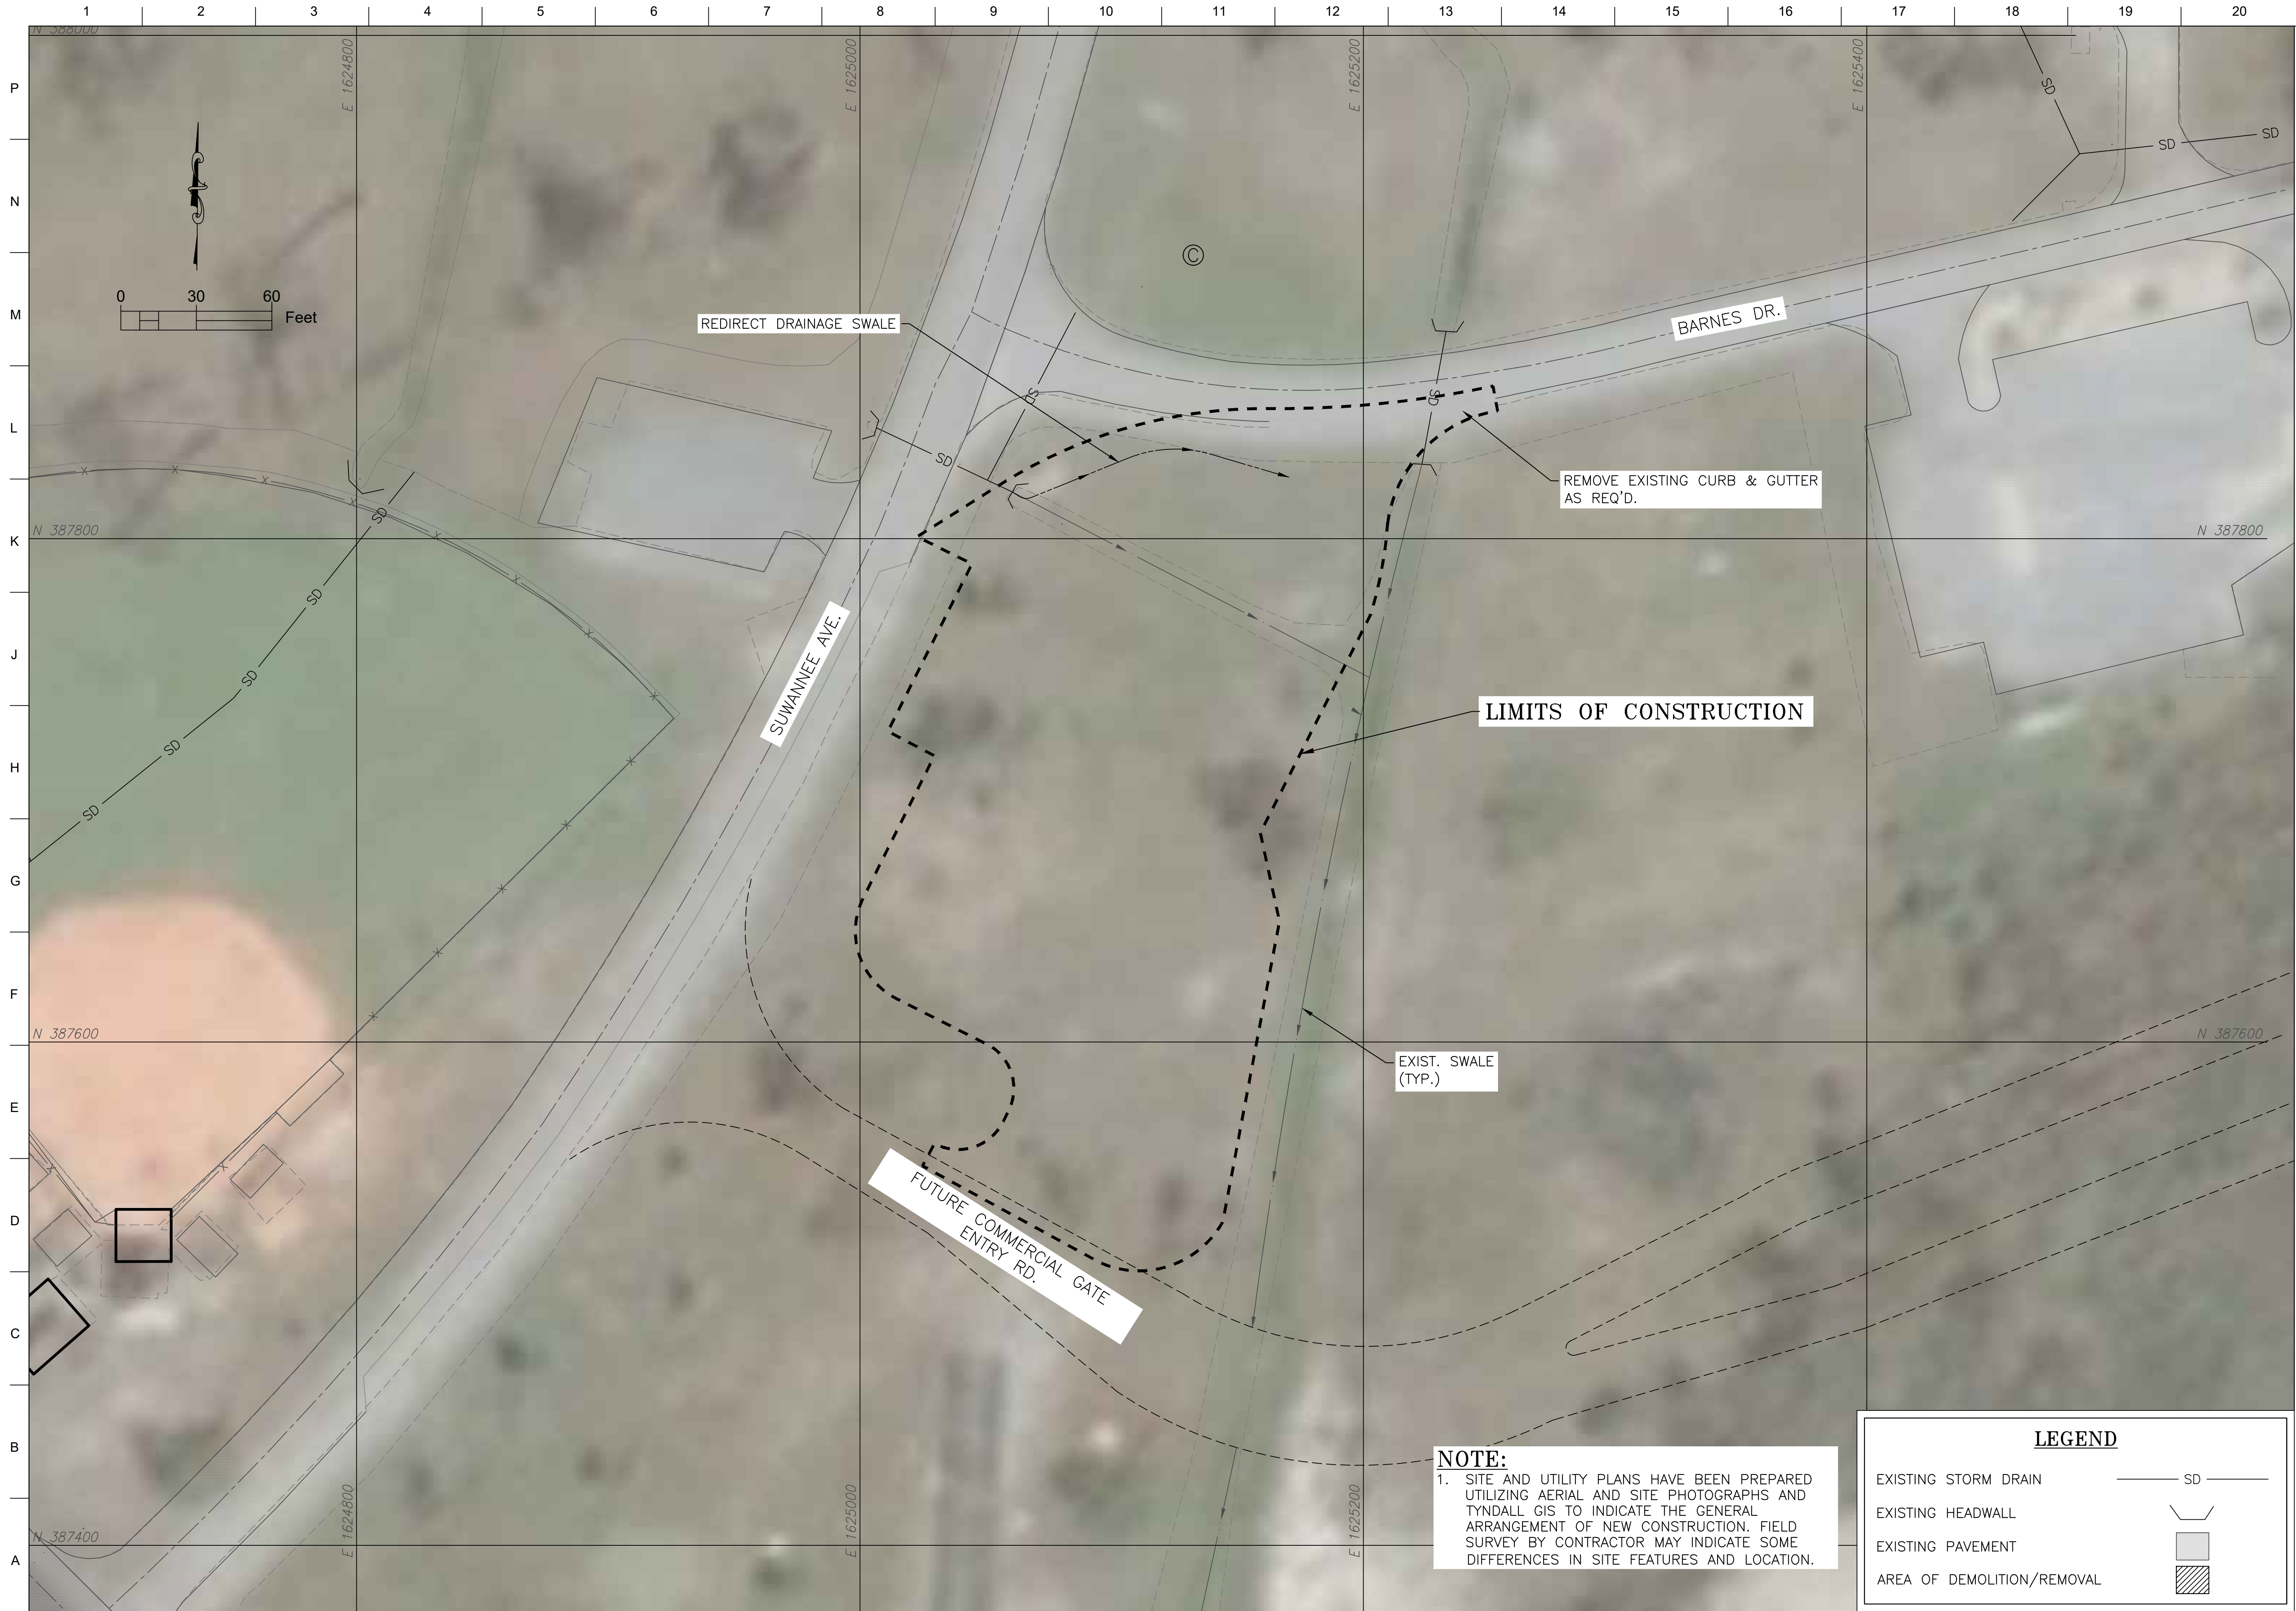 1 2 3 4 5 6 7 8 9 10 11 12 13 14 15 16 17 18 19 20
N 388000
E 1624800
E 1625000
E 1625200
E 1625400
P
SD
SD
SD
N
©
0 30 60
Feet
M
REDIRECT DRAINAGE SWALE
BARNES DR.
SD
SD
L
SD
REMOVE EXISTING CURB & GUTTER
AS REQ'D.
X
X
X
X
SD
N 387800
K
N 387800
X
X
SD
X
SUWANNEE AVE.
J
SD
X
LIMITS OF CONSTRUCTION
SD
H
X
SD
X
G
X
X
F
X
N 387600
N 387600
EXIST. SWALE
(TYP.)
E
X
X
FUTURE COMMERCIAL GATE
ENTRY RD.
D
C
B
A
NOTE:
1. SITE AND UTILITY PLANS HAVE BEEN PREPARED
UTILIZING AERIAL AND SITE PHOTOGRAPHS AND
TYNDALL GIS TO INDICATE THE GENERAL
ARRANGEMENT OF NEW CONSTRUCTION. FIELD
SURVEY BY CONTRACTOR MAY INDICATE SOME
DIFFERENCES IN SITE FEATURES AND LOCATION.
N 387400
E 1624800
E 1625000
E 1625200
LEGEND
EXISTING STORM DRAIN SD
EXISTING HEADWALL
EXISTING PAVEMENT
AREA OF DEMOLITION/REMOVAL